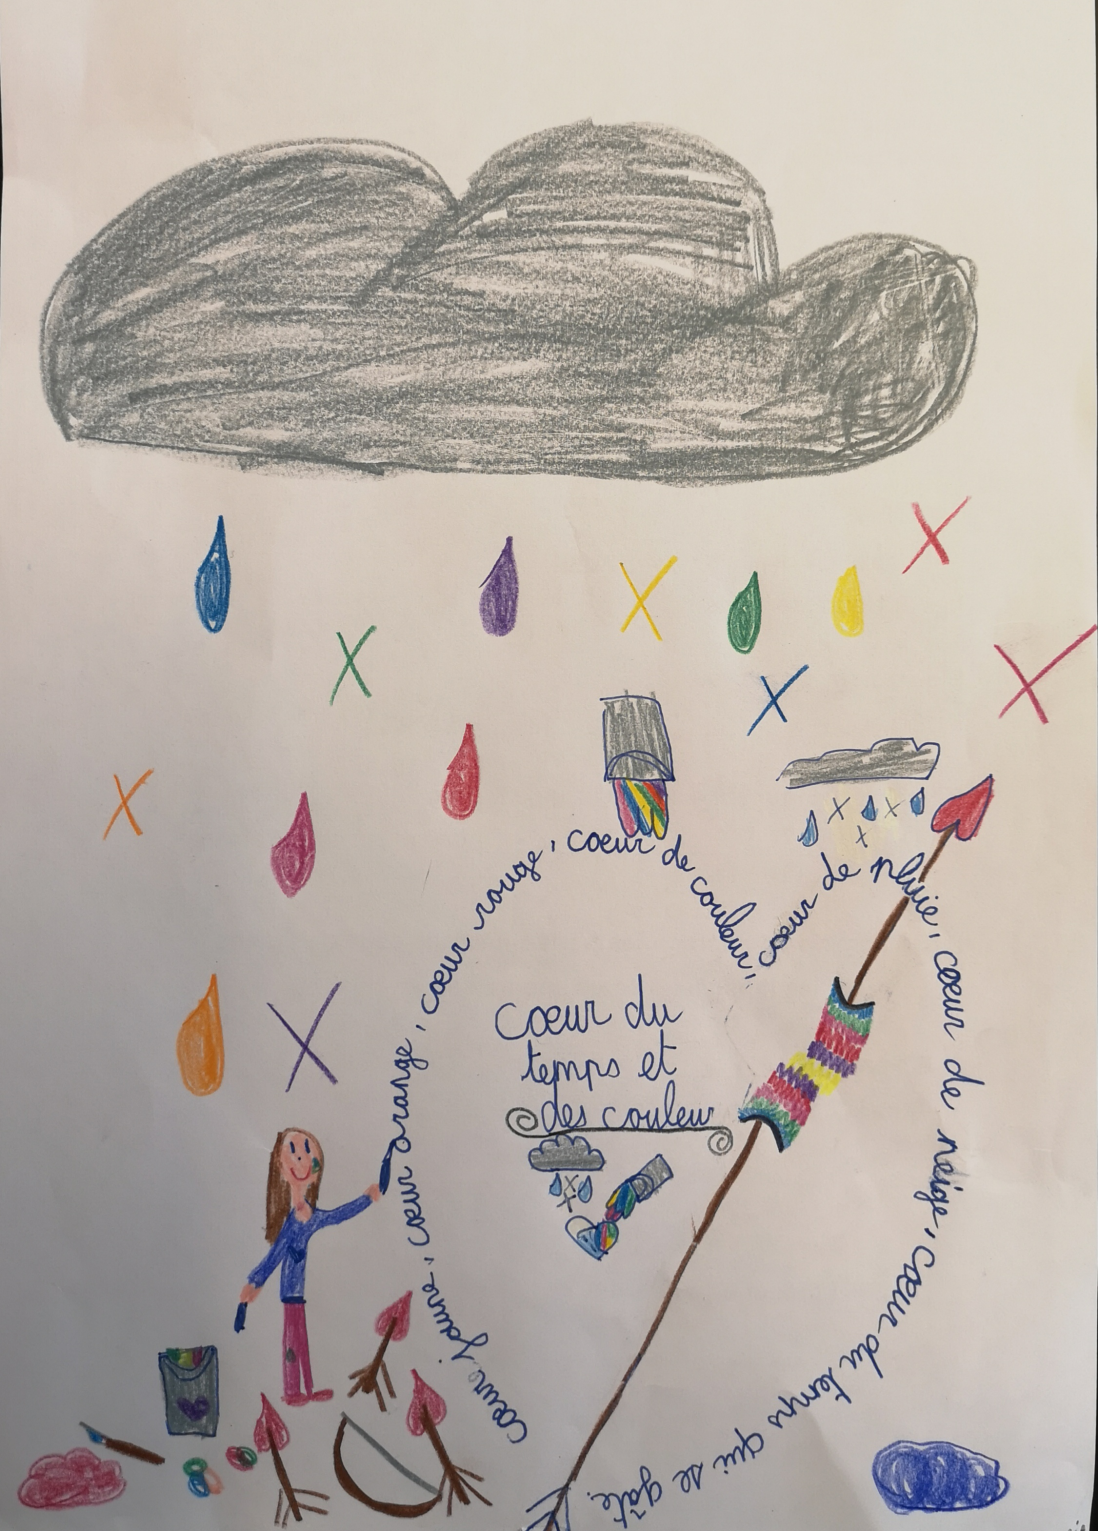 cœur jaune, cœur orange, cœur rouge, cœur de couleur, cœur de pluie, cœur de neige, cœur du temps qui se gâte.
Cœur du
temps et
des couleur